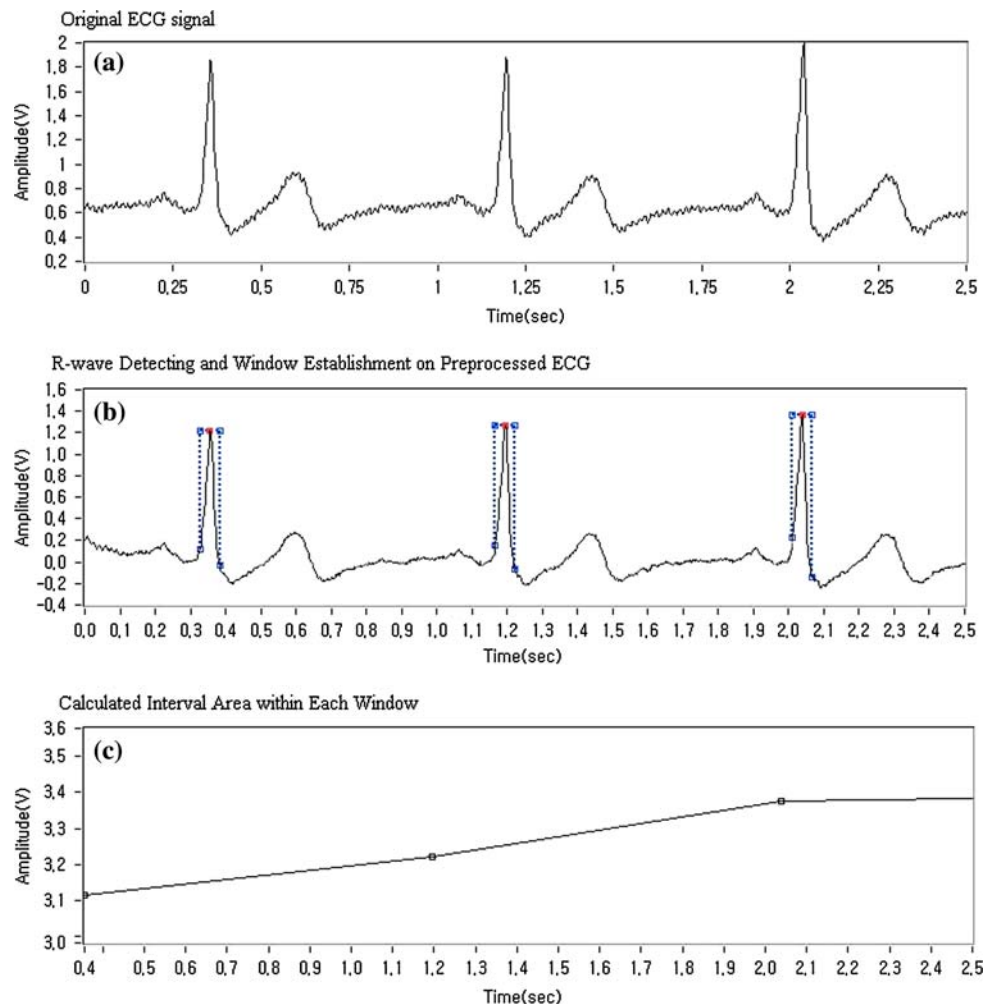 Original ECG signal
(a)
Amplitude(V)
2
1,8
1,6
1,4
1,2
1
0,8
0,6
0,4
0,2
0 0,25 0,5 0,75 1 1,25 1,5 1,75 2 2,25 2,5
Time(sec)
R-wave Detecting and Window Establishment on Preprocessed ECG
(b)
Amplitude(V)
1,6
1,4
1,2
1,0
0,8
0,6
0,4
0,2
0,0
-0,2
-0,4
0,0 0,1 0,2 0,3 0,4 0,5 0,6 0,7 0,8 0,9 1,0 1,1 1,2 1,3 1,4 1,5 1,6 1,7 1,8 1,9 2,0 2,1 2,2 2,3 2,4 2,5
Time(sec)
Calculated Interval Area within Each Window
(c)
Amplitude(V)
3,6
3,5
3,4
3,3
3,2
3,1
3,0
0,4 0,5 0,6 0,7 0,8 0,9 1,0 1,1 1,2 1,3 1,4 1,5 1,6 1,7 1,8 1,9 2,0 2,1 2,2 2,3 2,4 2,5
Time(sec)